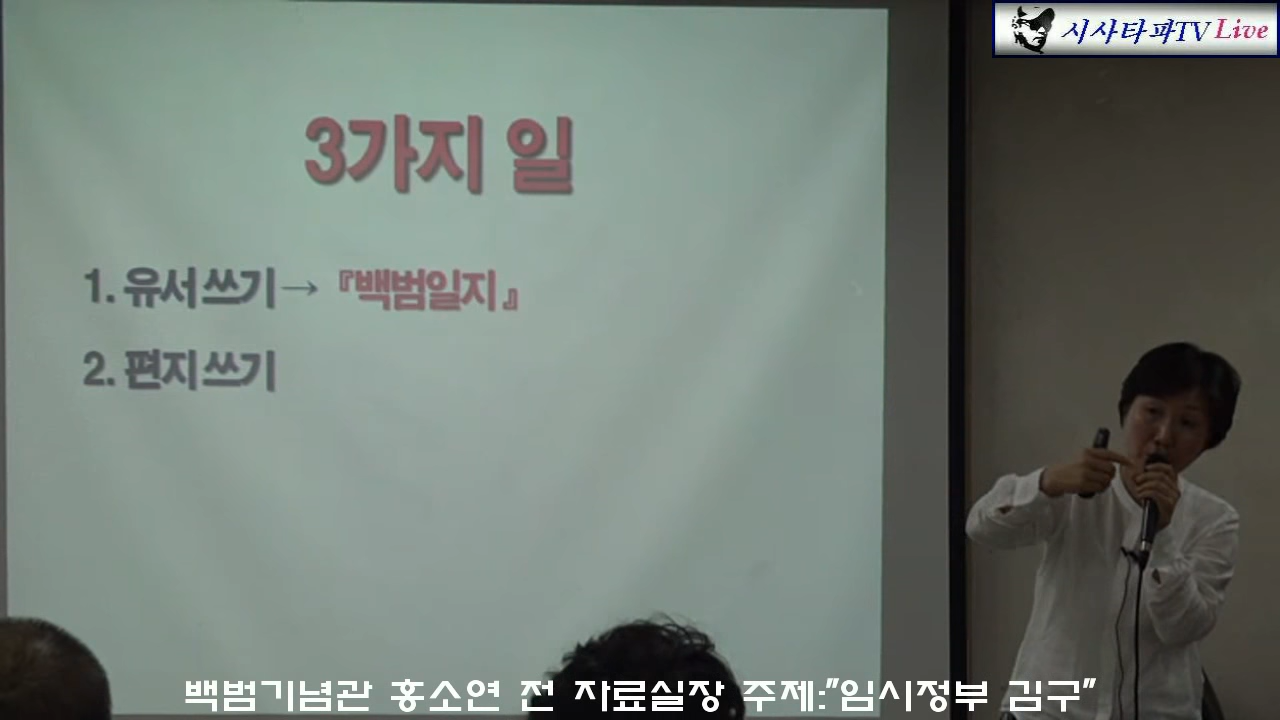 시사타파TV Live
3가지 일
1. 유서쓰기→『백범일지』
2. 편지쓰기
백범기념관 홍소연 전 자료실장 주제:"임시정부 김구"